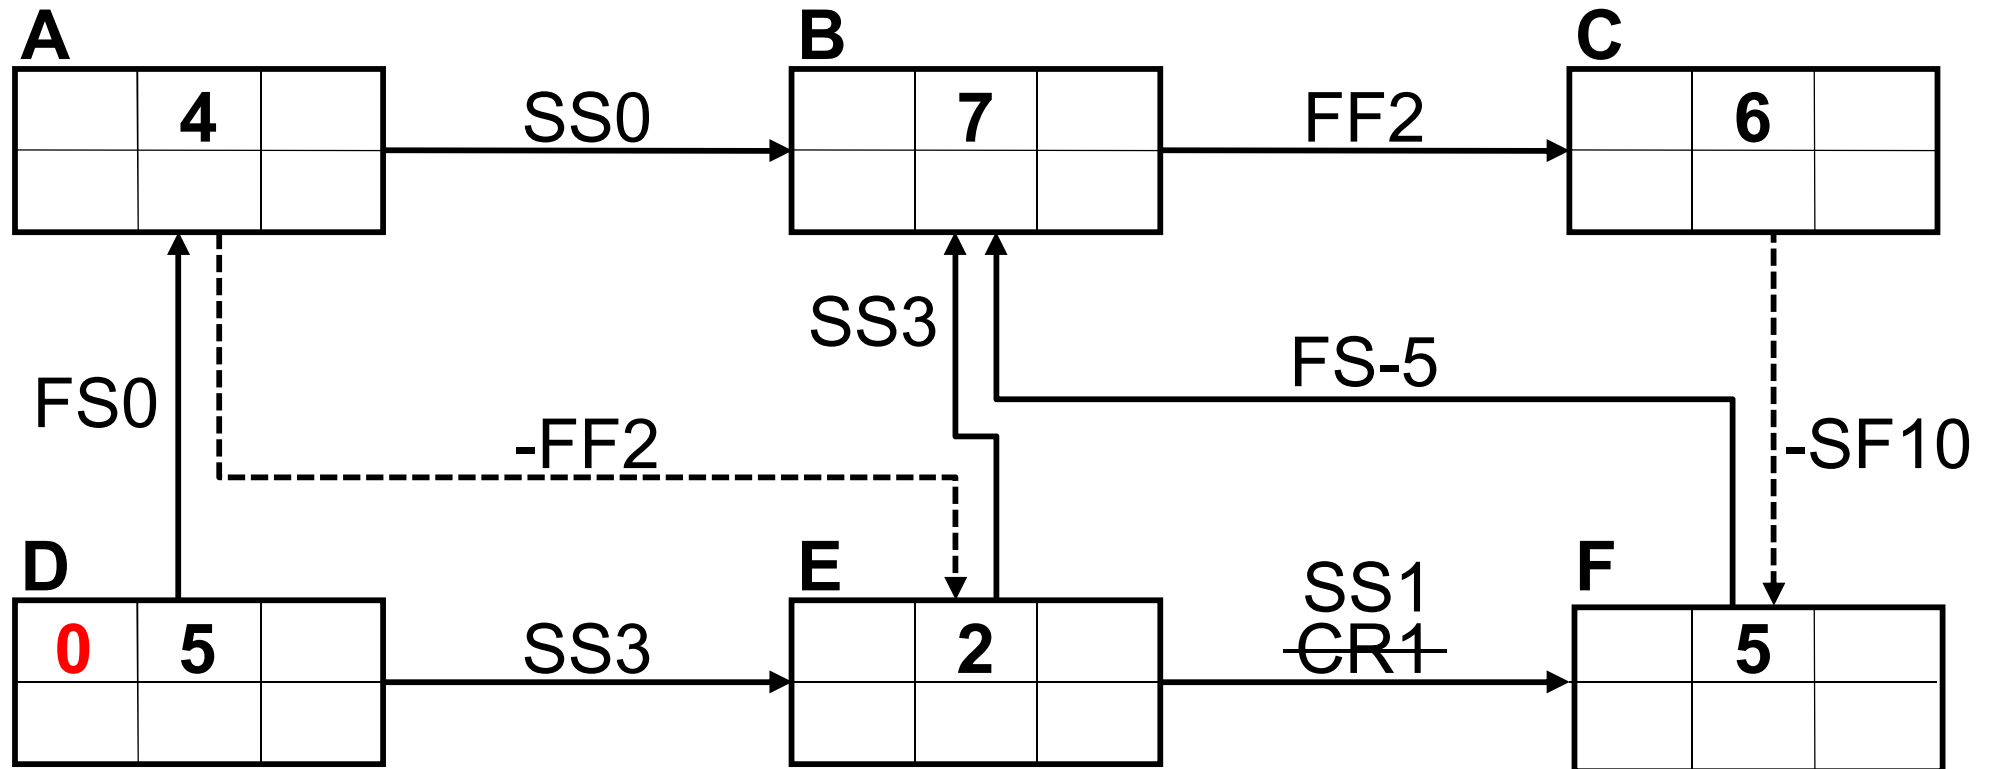 A B C
4 SS0 7 FF2 6
SS3
FS-5
FS0
-FF2 -SF10
D E F
0 5 SS3 2 SS1 5
CR1